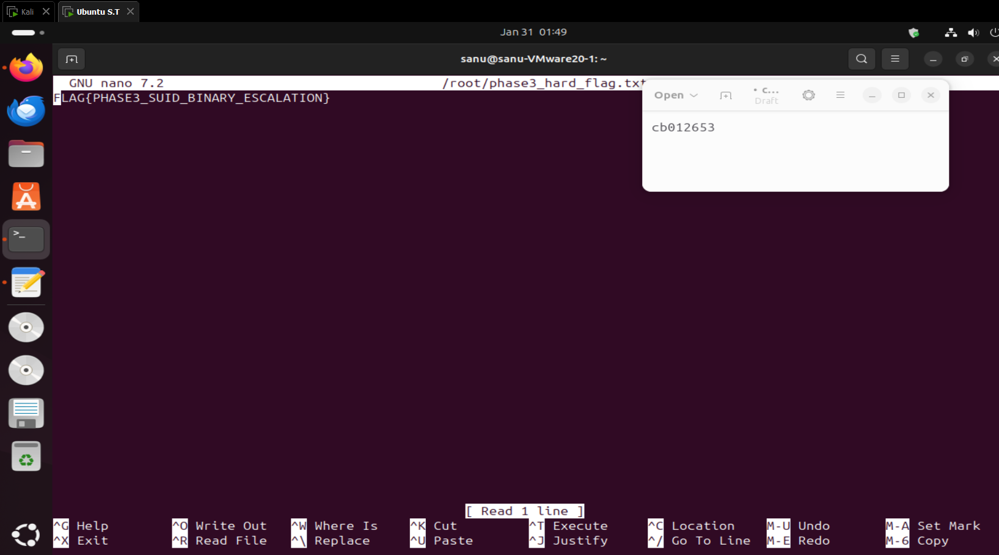 Kali
Ubuntu S.T
Jan 31 01:49
sanu@sanu-VMware20-1: ~
GNU nano 7.2 /root/phase3_hard_flag.txt
FLAG{PHASE3_SUID_BINARY_ESCALATION}
Open
• c...
Draft
cb012653
>_
[ Read 1 line ]
^G Help ^O Write Out ^W Where Is ^K Cut ^T Execute ^C Location M-U Undo M-A Set Mark
^X Exit ^R Read File ^\ Replace ^U Paste ^J Justify ^/ Go To Line M-E Redo M-6 Copy